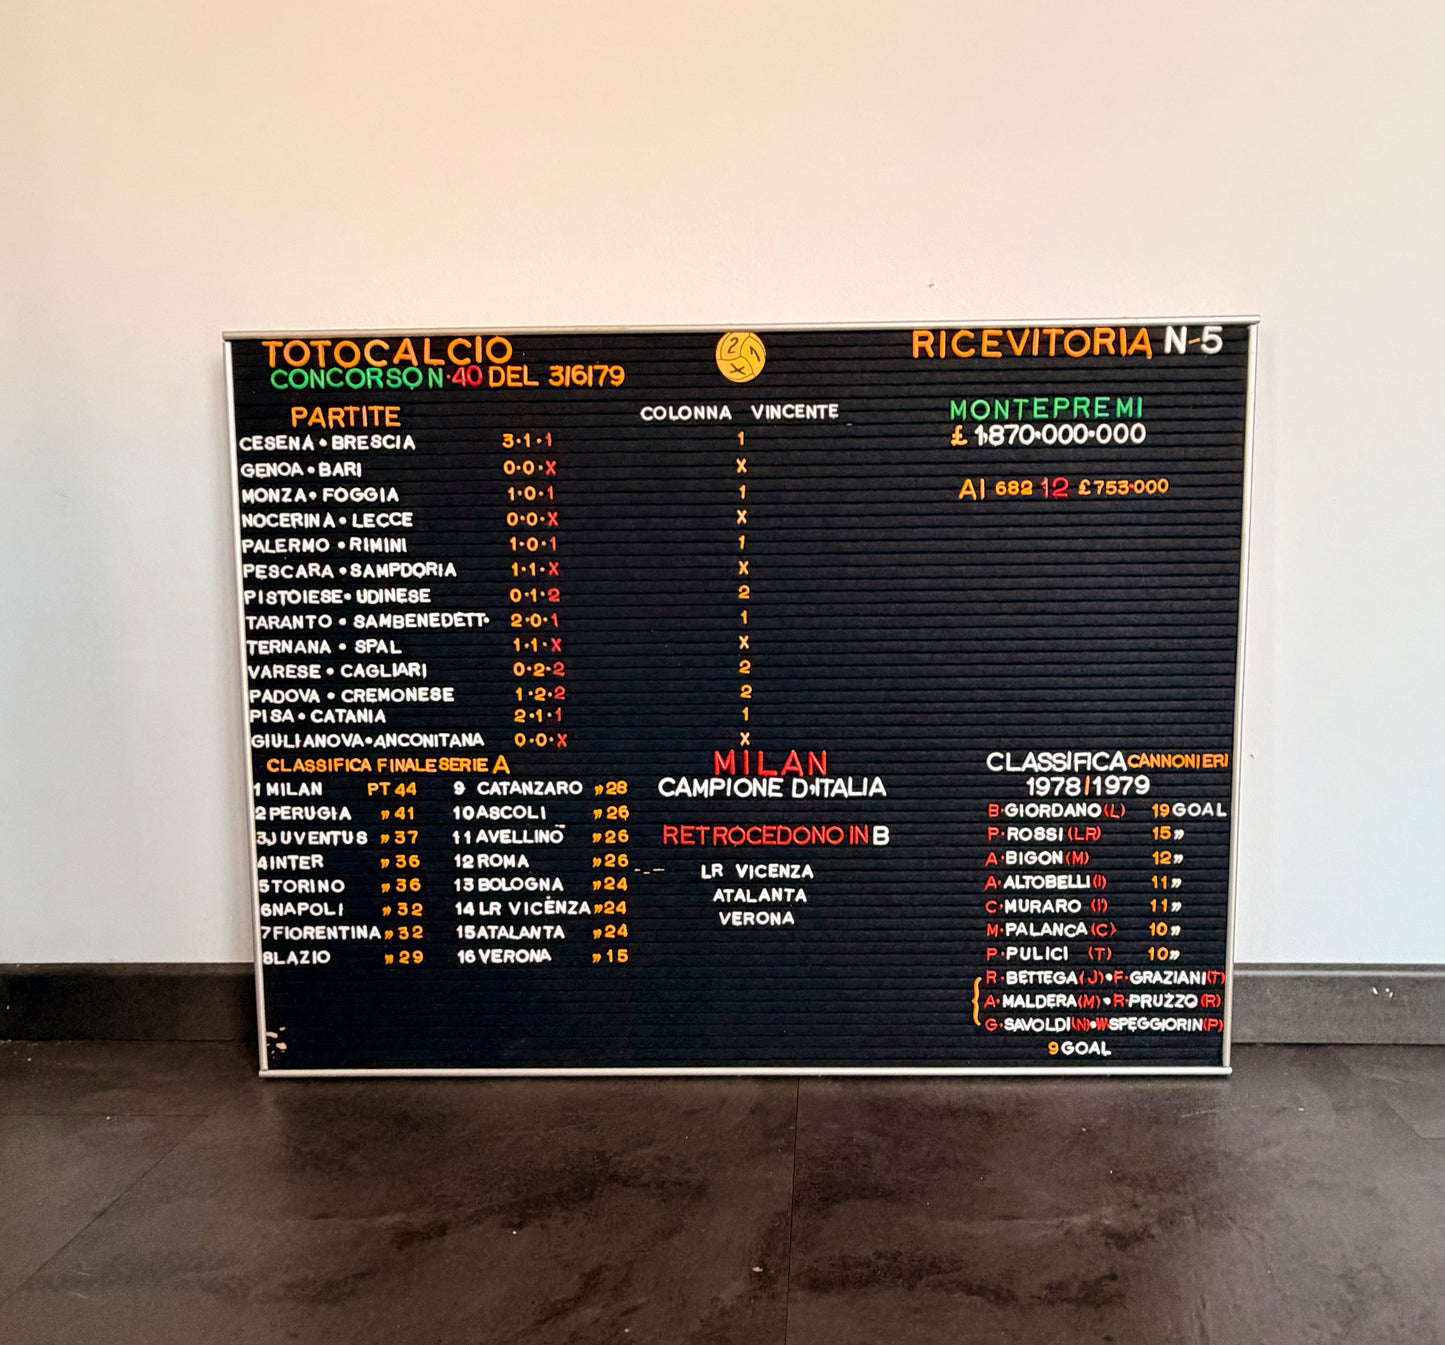 TOTOCALCIO
CONCORSO N·40 DEL 3/6/79
2 1 X
RICEVITORIA N-5
PARTITE
COLONNA VINCENTE
CESENA·BRESCIA 3·1·1 1
GENOA·BARI 0·0·X X
MONZA·FOGGIA 1·0·1 1
NOCERINA·LECCE 0·0·X X
PALERMO·RIMINI 1·0·1 1
PESCARA·SAMPDORIA 1·1·X X
PISTOIESE·UDINESE 0·1·2 2
TARANTO·SAMBENEDETT· 2·0·1 1
TERNANA·SPAL 1·1·X X
VARESE·CAGLIARI 0·2·2 2
PADOVA·CREMONESE 1·2·2 2
PISA·CATANIA 2·1·1 1
GIULIANOVA·ANCONITANA 0·0·X X
MONTEPREMI
£ 1·870·000·000
AI 682 12 £753·000
CLASSIFICA FINALE SERIE A
1 MILAN PT 44
2 PERUGIA " 41
3 JUVENTUS " 37
4 INTER " 36
5 TORINO " 36
6 NAPOLI " 32
7 FIORENTINA " 32
8 LAZIO " 29
9 CATANZARO " 28
10 ASCOLI " 26
11 AVELLINO " 26
12 ROMA " 26
13 BOLOGNA " 24
14 LR VICENZA " 24
15 ATALANTA " 24
16 VERONA " 15
MILAN
CAMPIONE D·ITALIA
RETROCEDONO IN B
LR VICENZA
ATALANTA
VERONA
CLASSIFICA CANNONIERI
1978/1979
B·GIORDANO (L) 19 GOAL
P·ROSSI (LR) 15 "
A·BIGON (M) 12 "
A·ALTOBELLI (I) 11 "
C·MURARO (I) 11 "
M·PALANCA (C) 10 "
P·PULICI (T) 10 "
R·BETTEGA (J)·F·GRAZIANI (T)
A·MALDERA (M)·R·PRUZZO (R)
G·SAVOLDI (N)·W·SPEGGIORIN (P)
9 GOAL